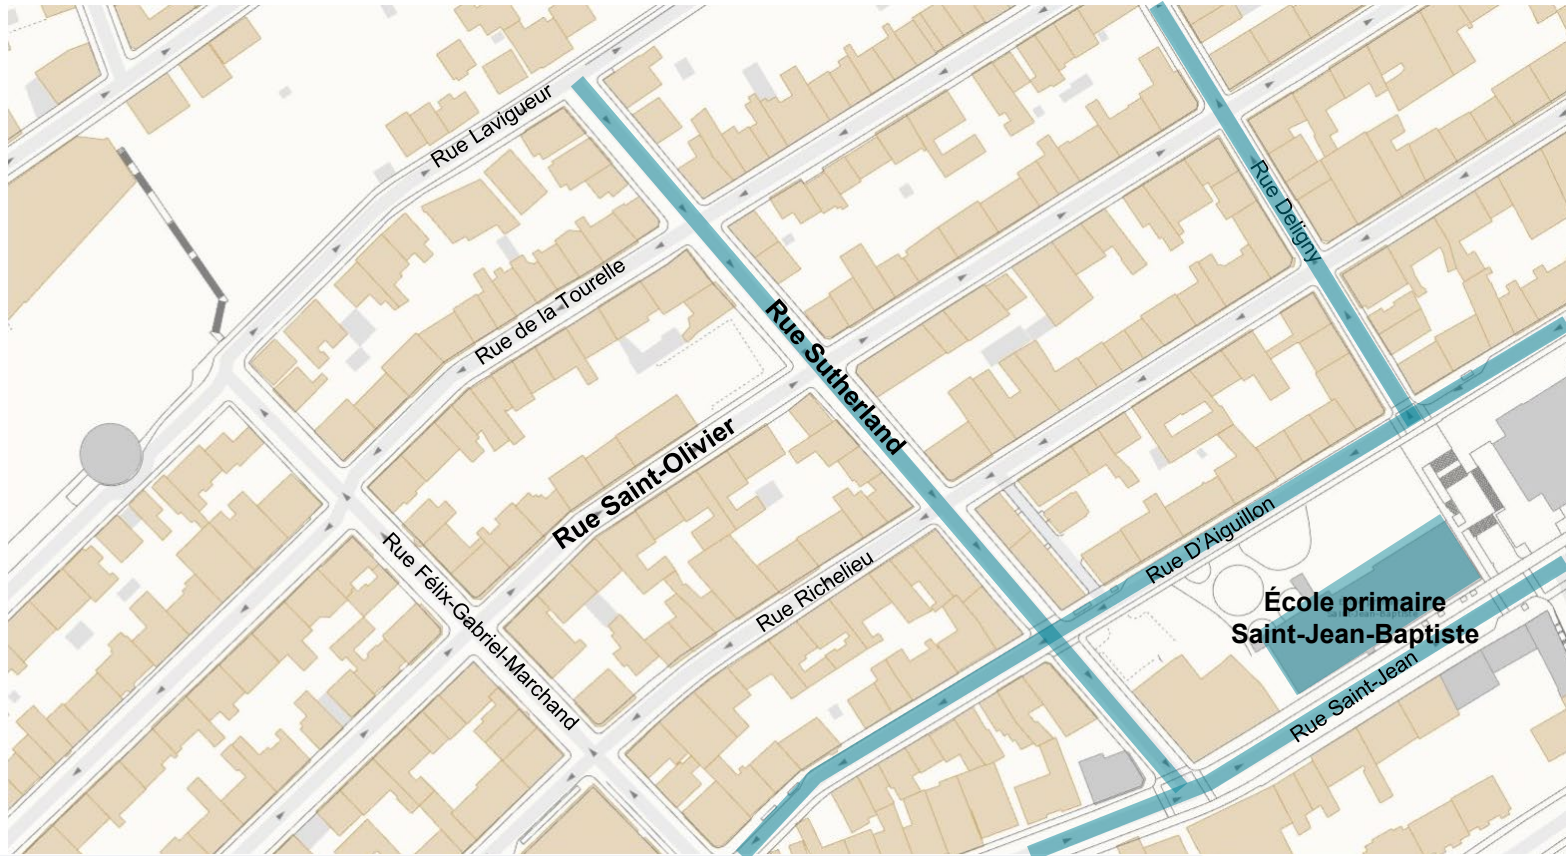 Rue Lavigueur
Rue Deligny
Rue de la Tourelle
Rue Sutherland
Rue Saint-Olivier
Rue D'Aiguillon
Rue Richelieu
Rue Félix-Gabriel-Marchand
École primaire
Saint-Jean-Baptiste
Rue Saint-Jean